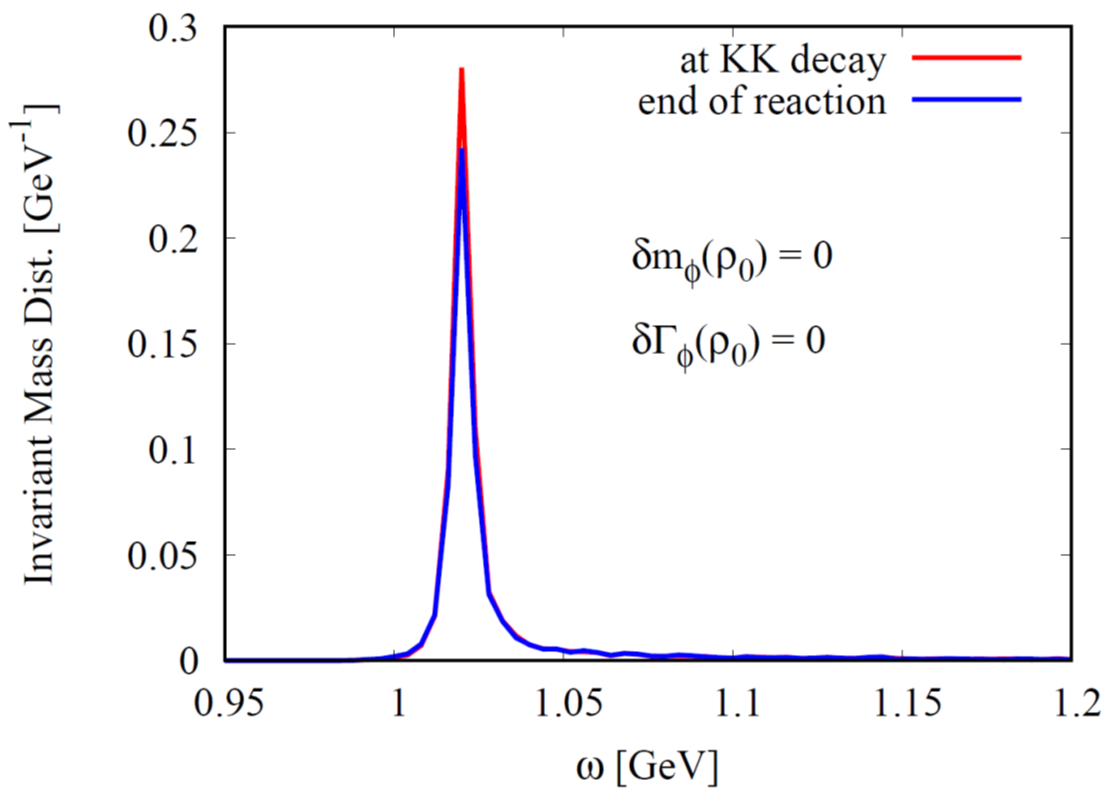 0.3
0.25
0.2
0.15
0.1
0.05
0
0.95
1
1.05
1.1
1.15
1.2
Invariant Mass Dist. [GeV⁻¹]
ω [GeV]
at KK decay
end of reaction
δm_ϕ(ρ₀) = 0
δΓ_ϕ(ρ₀) = 0